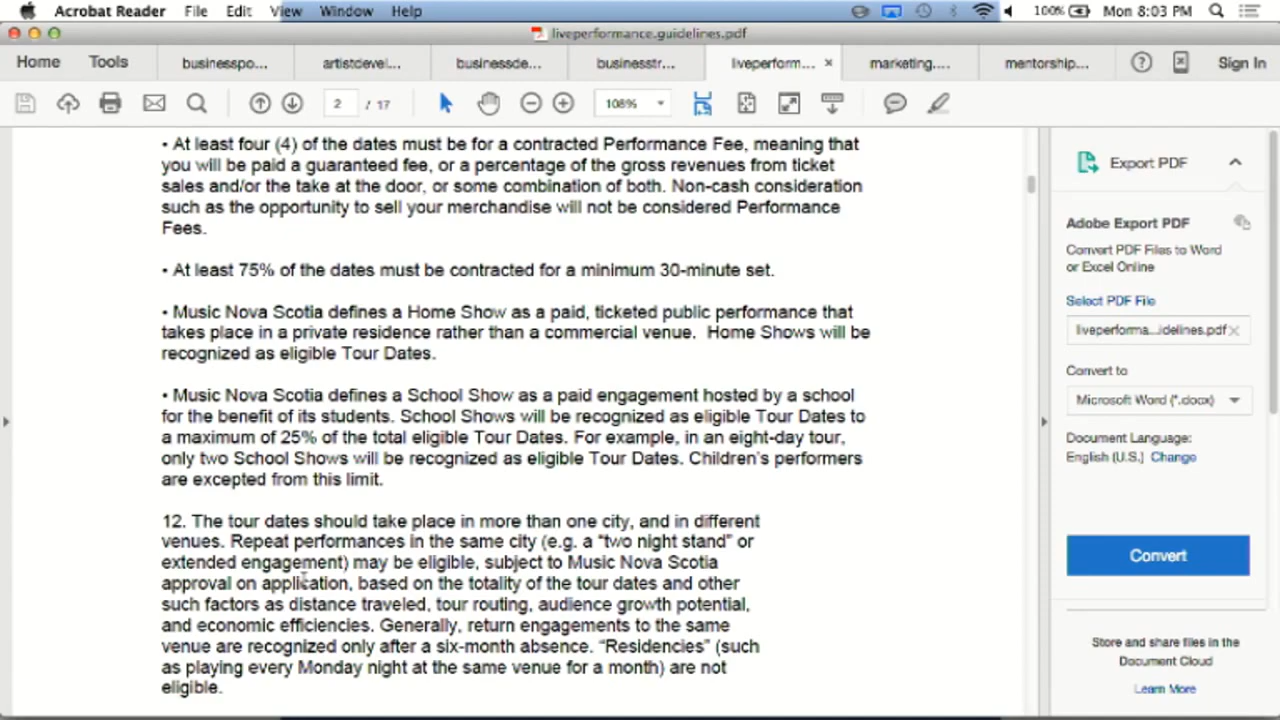 Acrobat Reader File Edit View Window Help 100% Mon 8:03 PM
liveperformance.guidelines.pdf
Home Tools businesspo... artistdevel... businessde... businesstr... liveperform... × marketing.... mentorship... Sign In
2 / 17 108%
• At least four (4) of the dates must be for a contracted Performance Fee, meaning that
you will be paid a guaranteed fee, or a percentage of the gross revenues from ticket
sales and/or the take at the door, or some combination of both. Non-cash consideration
such as the opportunity to sell your merchandise will not be considered Performance
Fees.
• At least 75% of the dates must be contracted for a minimum 30-minute set.
• Music Nova Scotia defines a Home Show as a paid, ticketed public performance that
takes place in a private residence rather than a commercial venue. Home Shows will be
recognized as eligible Tour Dates.
• Music Nova Scotia defines a School Show as a paid engagement hosted by a school
for the benefit of its students. School Shows will be recognized as eligible Tour Dates to
a maximum of 25% of the total eligible Tour Dates. For example, in an eight-day tour,
only two School Shows will be recognized as eligible Tour Dates. Children's performers
are excepted from this limit.
12. The tour dates should take place in more than one city, and in different
venues. Repeat performances in the same city (e.g. a "two night stand" or
extended engagement) may be eligible, subject to Music Nova Scotia
approval on application, based on the totality of the tour dates and other
such factors as distance traveled, tour routing, audience growth potential,
and economic efficiencies. Generally, return engagements to the same
venue are recognized only after a six-month absence. "Residencies" (such
as playing every Monday night at the same venue for a month) are not
eligible.
Export PDF
Adobe Export PDF
Convert PDF Files to Word
or Excel Online
Select PDF File
liveperforma...idelines.pdf ×
Convert to
Microsoft Word (*.docx)
Document Language:
English (U.S.) Change
Convert
Store and share files in the
Document Cloud
Learn More